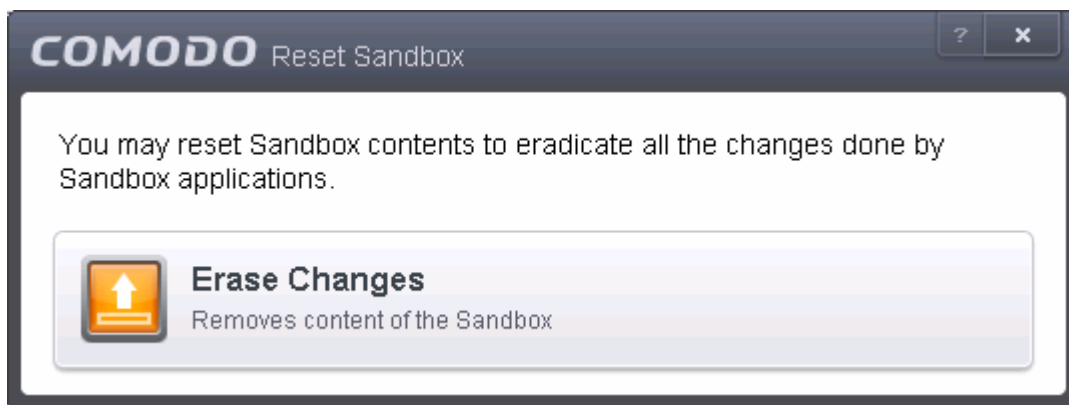 COMODO Reset Sandbox
?
You may reset Sandbox contents to eradicate all the changes done by
Sandbox applications.
Erase Changes
Removes content of the Sandbox